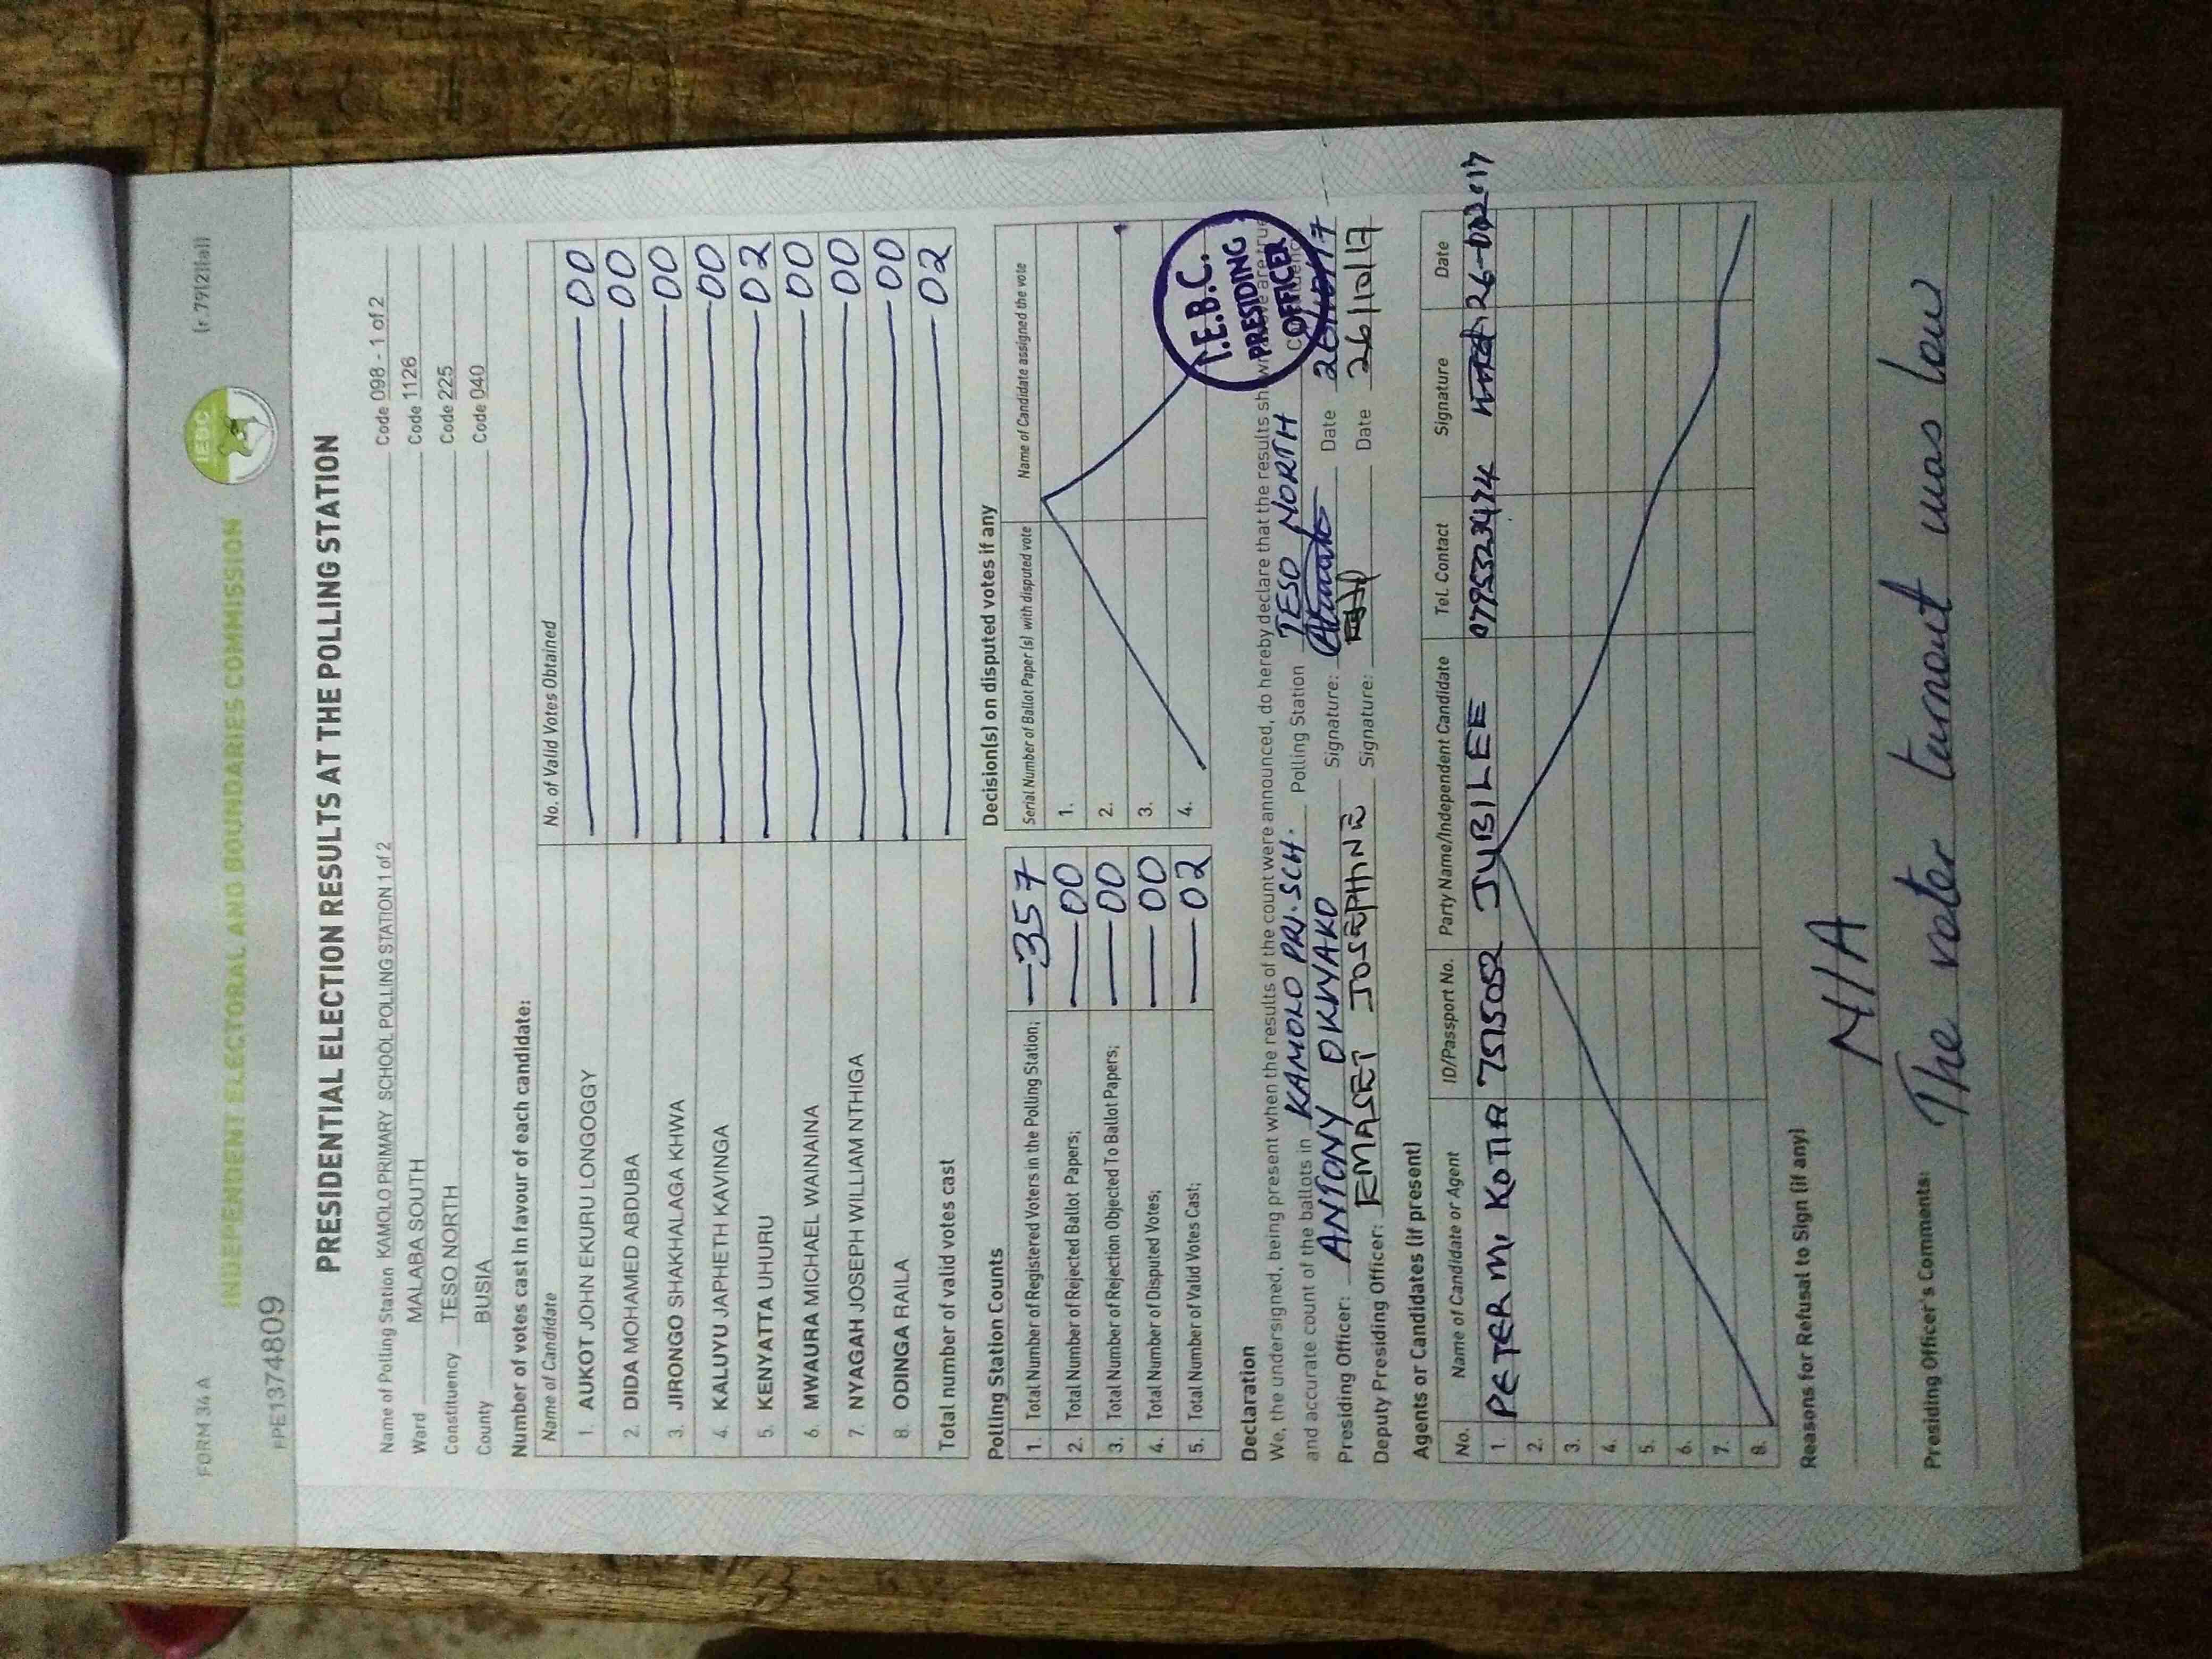 FORM 34 A
(r.79(2)(a))
IEBC
INDEPENDENT ELECTORAL AND BOUNDARIES COMMISSION
PPE1374809
PRESIDENTIAL ELECTION RESULTS AT THE POLLING STATION
Name of Polling Station KAMOLO PRIMARY SCHOOL POLLING STATION 1 of 2 Code 098 - 1 of 2
Ward MALABA SOUTH Code 1126
Constituency TESO NORTH Code 225
County BUSIA Code 040
Number of votes cast in favour of each candidate:
Name of Candidate No. of Valid Votes Obtained
1. AUKOT JOHN EKURU LONGOGGY 00
2. DIDA MOHAMED ABDUBA 00
3. JIRONGO SHAKHALAGA KHWA 00
4. KALUYU JAPHETH KAVINGA 00
5. KENYATTA UHURU 02
6. MWAURA MICHAEL WAINAINA 00
7. NYAGAH JOSEPH WILLIAM NTHIGA 00
8. ODINGA RAILA 00
Total number of valid votes cast 02
Polling Station Counts
1. Total Number of Registered Voters in the Polling Station; 357
2. Total Number of Rejected Ballot Papers; 00
3. Total Number of Rejection Objected To Ballot Papers; 00
4. Total Number of Disputed Votes; 00
5. Total Number of Valid Votes Cast; 02
Decision(s) on disputed votes if any
Serial Number of Ballot Paper (s) with disputed vote Name of Candidate assigned the vote
1.
2.
3.
4.
I.E.B.C.
PRESIDING
OFFICER
Declaration
We, the undersigned, being present when the results of the count were announced, do hereby declare that the results are true
and accurate count of the ballots in KAMOLO PRI. SCH. Polling Station TESO NORTH
Presiding Officer: ANTONY OKWAKO Signature: Date 26/10/17
Deputy Presiding Officer: EMASET JOSEPHINE Signature: Date 26/10/17
Agents or Candidates (if present)
No. Name of Candidate or Agent ID/Passport No. Party Name/Independent Candidate Tel. Contact Signature Date
1. PETER M. KOTIA 7515052 JUBILEE
2.
3.
4.
5.
6.
7.
8.
Reasons for Refusal to Sign (if any)
N/A
Presiding Officer's Comments:
The voter turnout was low